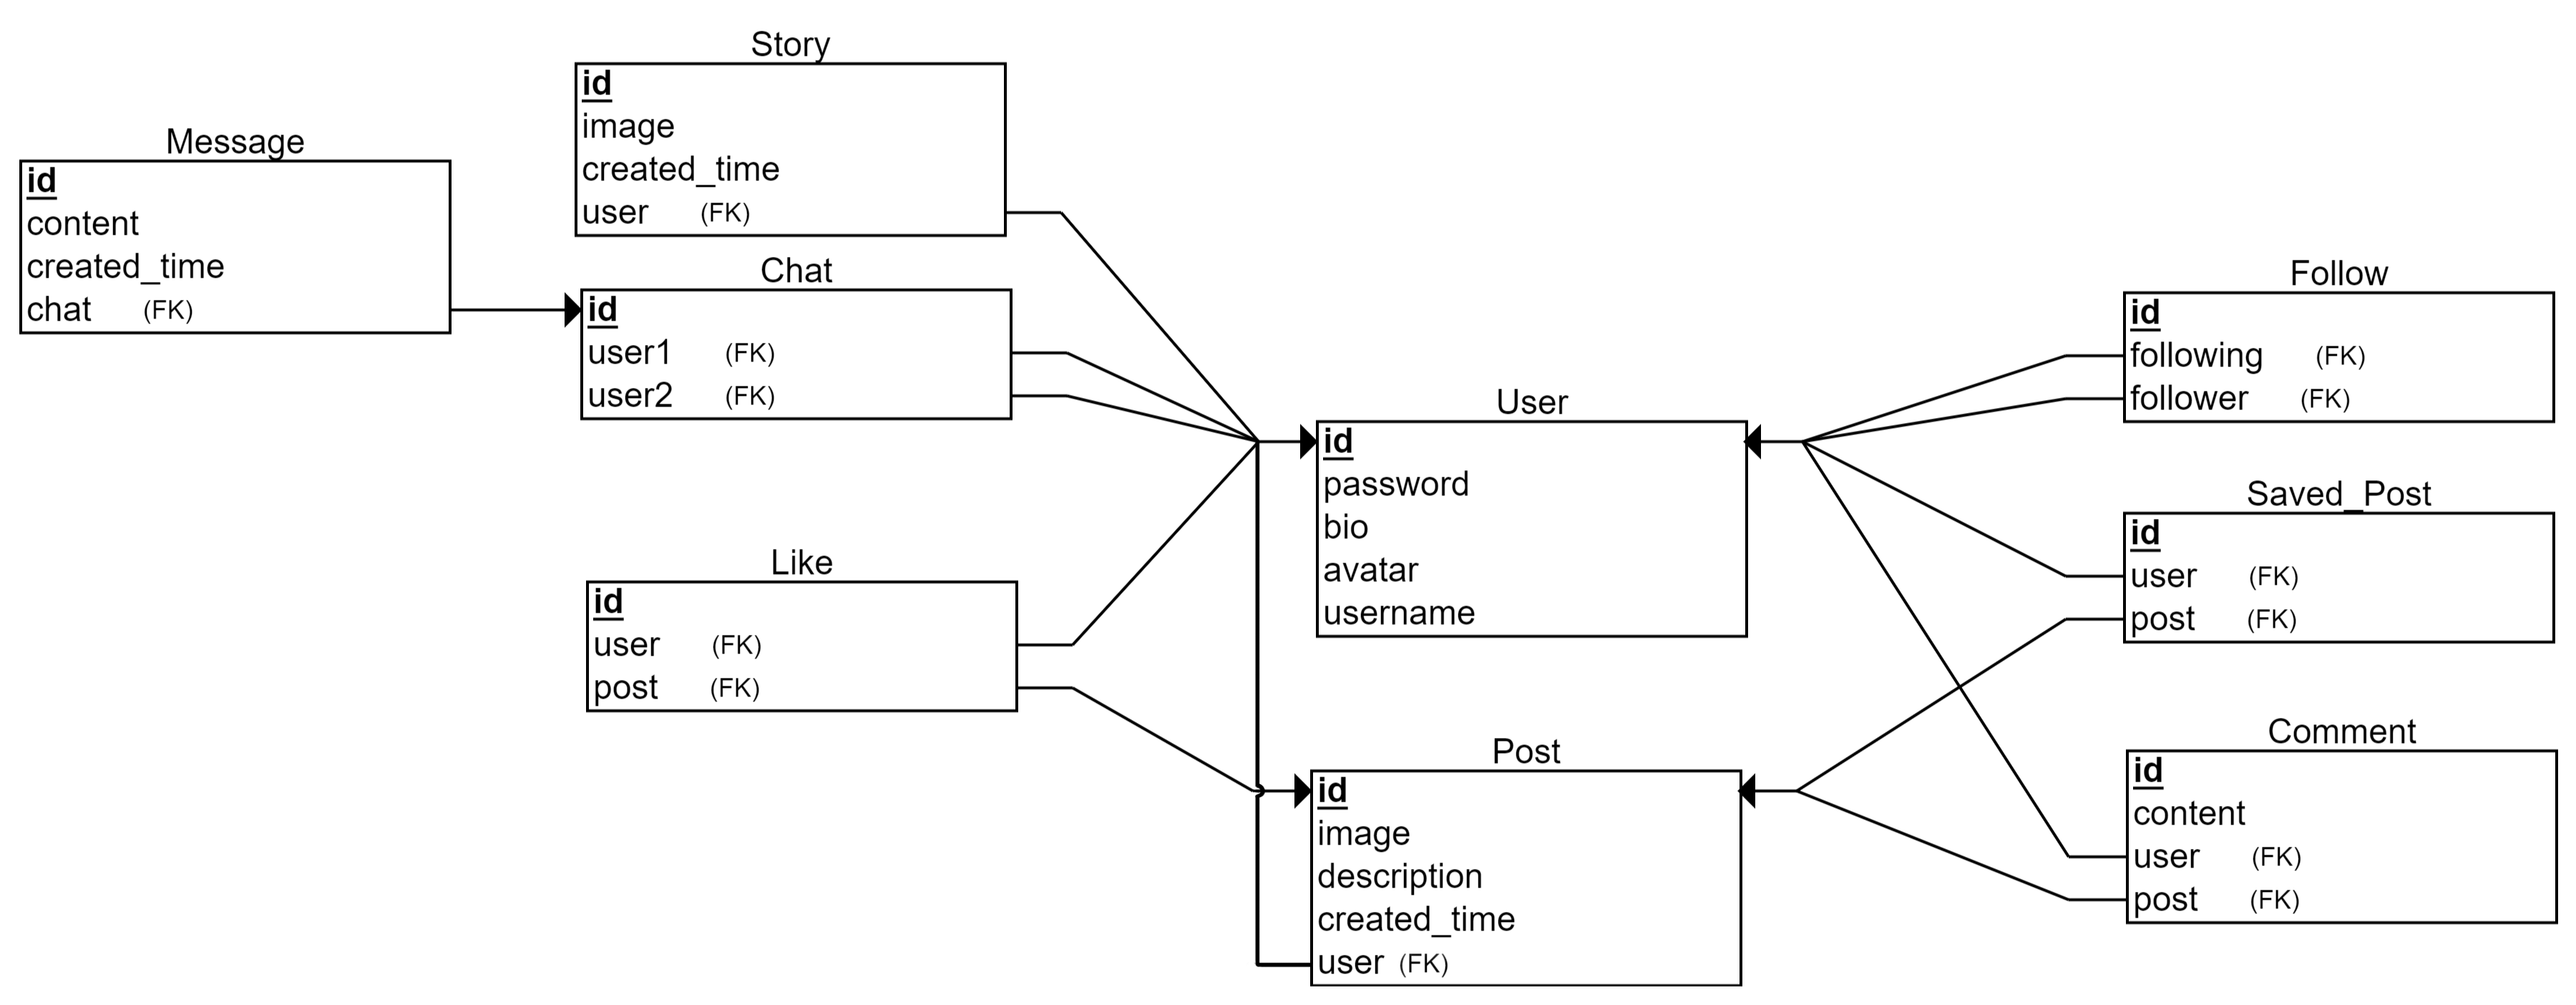 Story
id
image
created_time
user (FK)
Message
id
content
created_time
chat (FK)
Chat
id
user1 (FK)
user2 (FK)
Like
id
user (FK)
post (FK)
User
id
password
bio
avatar
username
Post
id
image
description
created_time
user (FK)
Follow
id
following (FK)
follower (FK)
Saved_Post
id
user (FK)
post (FK)
Comment
id
content
user (FK)
post (FK)